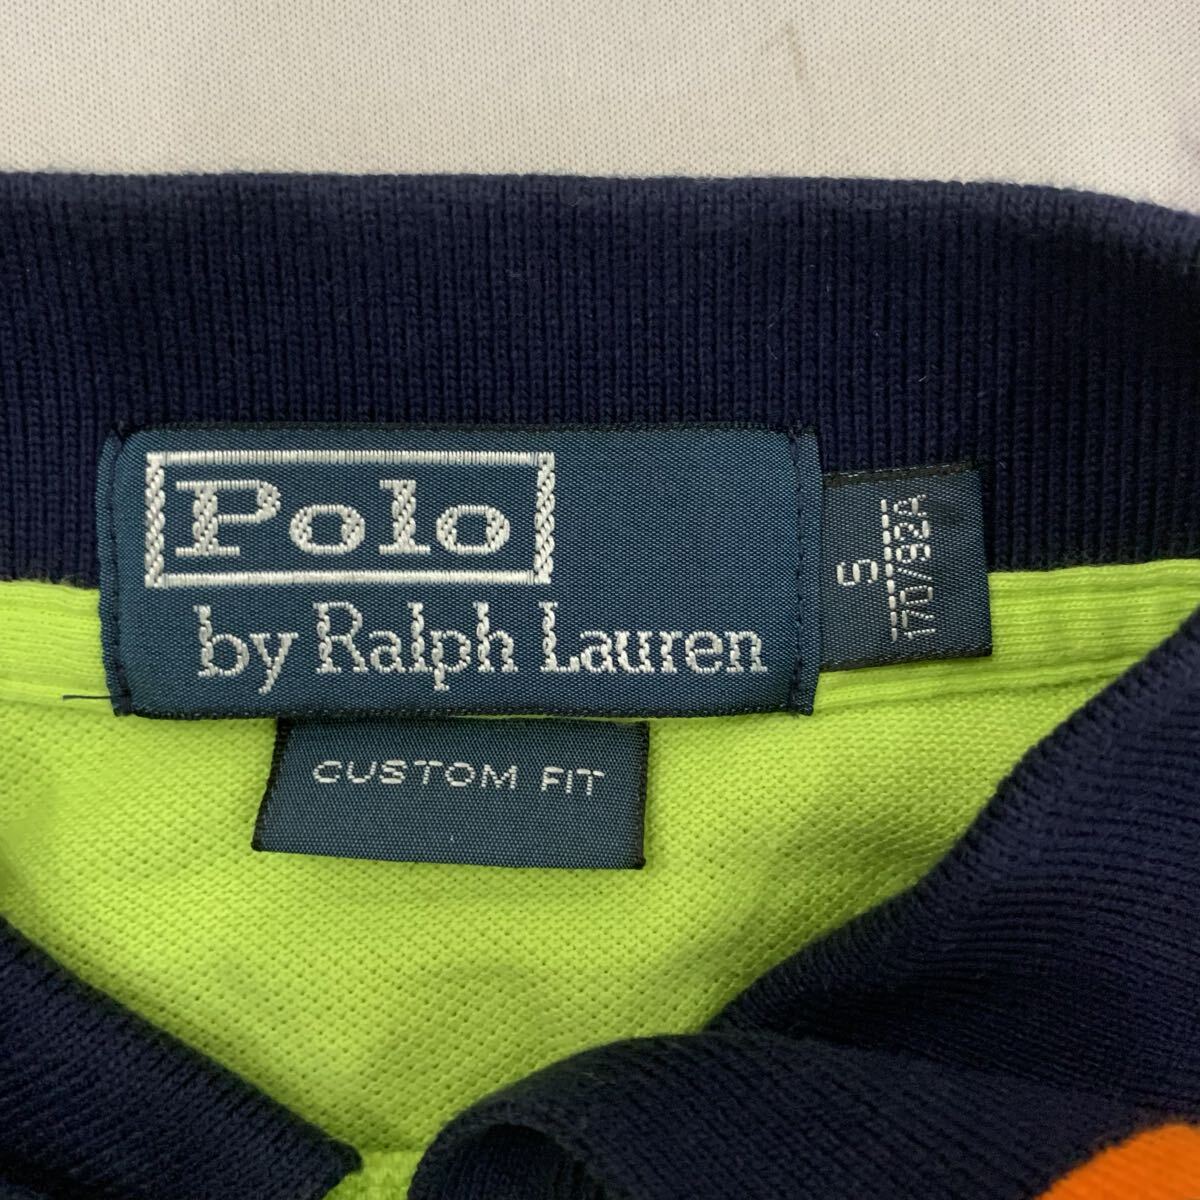 Polo
by Ralph Lauren
CUSTOM FIT
S
170/92A